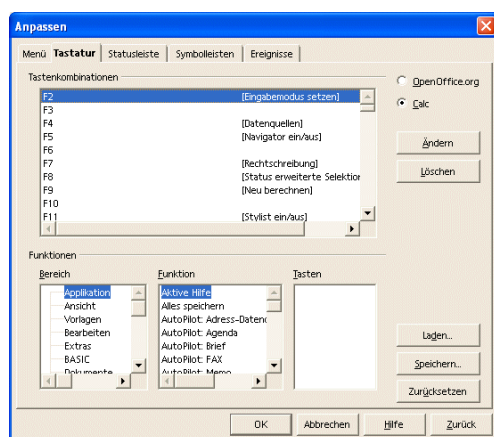 Anpassen
Menü Tastatur Statusleiste Symbolleisten Ereignisse
Tastenkombinationen
F2 [Eingabemodus setzen]
F3
F4 [Datenquellen]
F5 [Navigator ein/aus]
F6
F7 [Rechtschreibung]
F8 [Status erweiterte Selektion
F9 [Neu berechnen]
F10
F11 [Stylist ein/aus]
OpenOffice.org
Calc
Ändern
Löschen
Funktionen
Bereich Funktion Tasten
Applikation
Ansicht
Vorlagen
Bearbeiten
Extras
BASIC
Dokumente
Aktive Hilfe
Alles speichern
AutoPilot: Adress-Datenq
AutoPilot: Agenda
AutoPilot: Brief
AutoPilot: FAX
AutoPilot: Memo
Laden...
Speichern...
Zurücksetzen
OK Abbrechen Hilfe Zurück